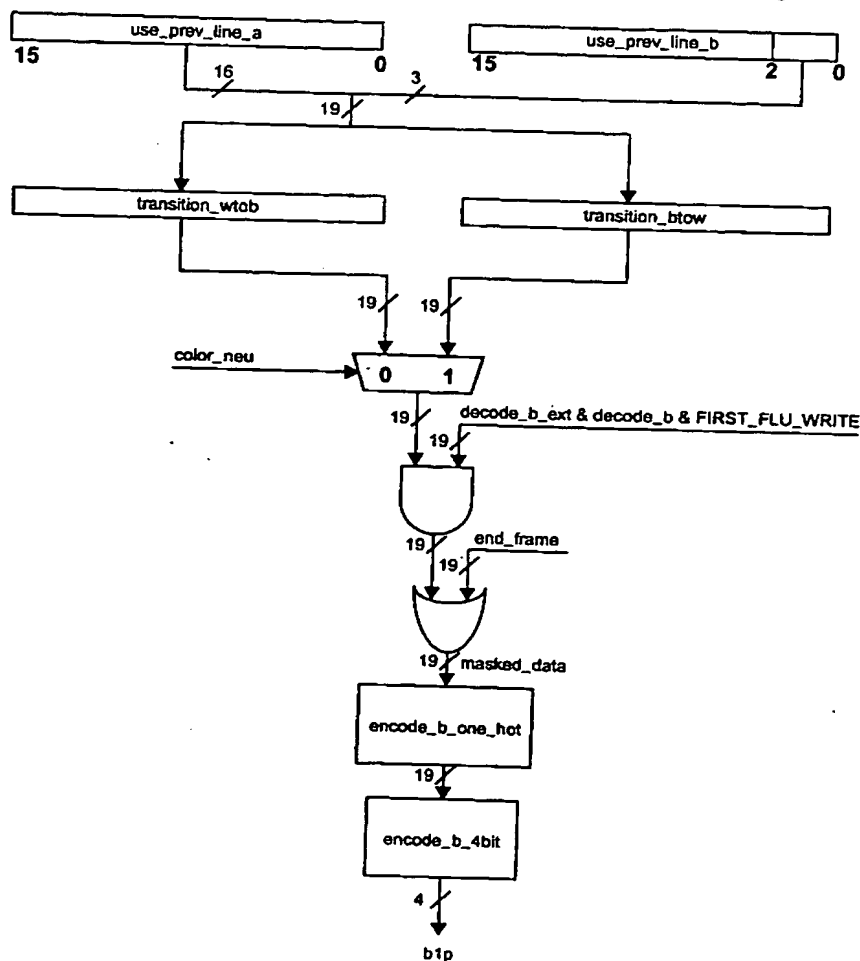 use_prev_line_a
use_prev_line_b
15 0 15 2 0
16
3
19
transition_wtob
transition_btow
19 19
color_neu
0 1
19
decode_b_ext & decode_b & FIRST_FLU_WRITE
19
19
end_frame
19
19
masked_data
encode_b_one_hot
19
encode_b_4bit
4
b1p